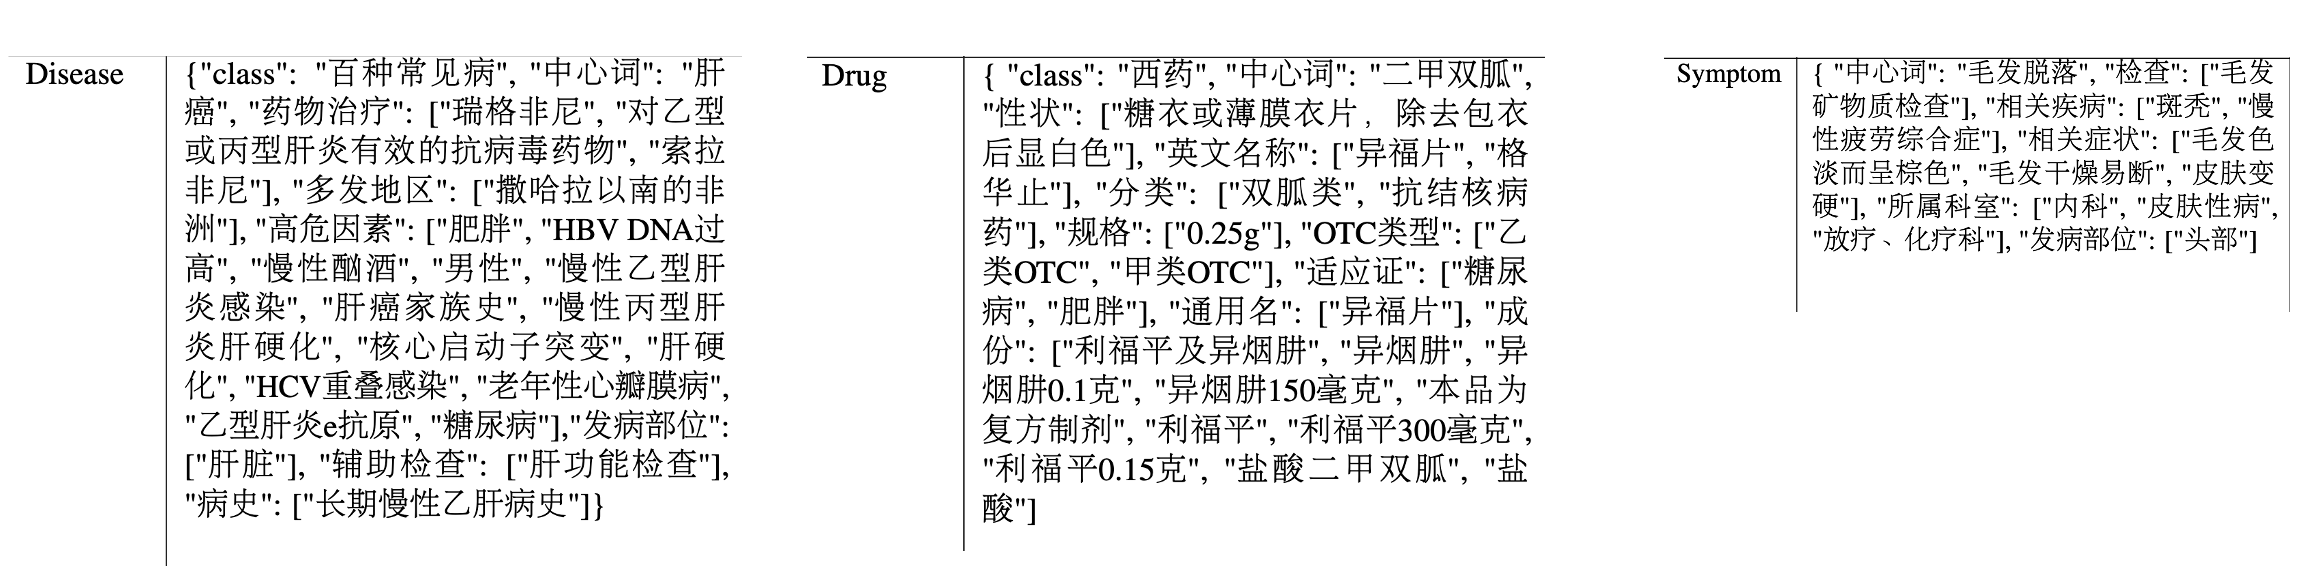 Disease
{"class": "百种常见病", "中心词": "肝
癌", "药物治疗": ["瑞格非尼", "对乙型
或丙型肝炎有效的抗病毒药物", "索拉
非尼"], "多发地区": ["撒哈拉以南的非
洲"], "高危因素": ["肥胖", "HBV DNA过
高", "慢性酗酒", "男性", "慢性乙型肝
炎感染", "肝癌家族史", "慢性丙型肝
炎肝硬化", "核心启动子突变", "肝硬
化", "HCV重叠感染", "老年性心瓣膜病",
"乙型肝炎e抗原", "糖尿病"],"发病部位":
["肝脏"], "辅助检查": ["肝功能检查"],
"病史": ["长期慢性乙肝病史"]}
Drug
{ "class": "西药", "中心词": "二甲双胍",
"性状": ["糖衣或薄膜衣片，除去包衣
后显白色"], "英文名称": ["异福片", "格
华止"], "分类": ["双胍类", "抗结核病
药"], "规格": ["0.25g"], "OTC类型": ["乙
类OTC", "甲类OTC"], "适应证": ["糖尿
病", "肥胖"], "通用名": ["异福片"], "成
份": ["利福平及异烟肼", "异烟肼", "异
烟肼0.1克", "异烟肼150毫克", "本品为
复方制剂", "利福平", "利福平300毫克",
"利福平0.15克", "盐酸二甲双胍", "盐
酸"]
Symptom
{ "中心词": "毛发脱落", "检查": ["毛发
矿物质检查"], "相关疾病": ["斑秃", "慢
性疲劳综合症"], "相关症状": ["毛发色
淡而呈棕色", "毛发干燥易断", "皮肤变
硬"], "所属科室": ["内科", "皮肤性病",
"放疗、化疗科"], "发病部位": ["头部"]